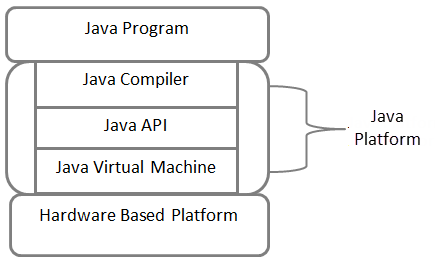 Java Program
Java Compiler
Java API
Java Virtual Machine
Hardware Based Platform
Java
Platform